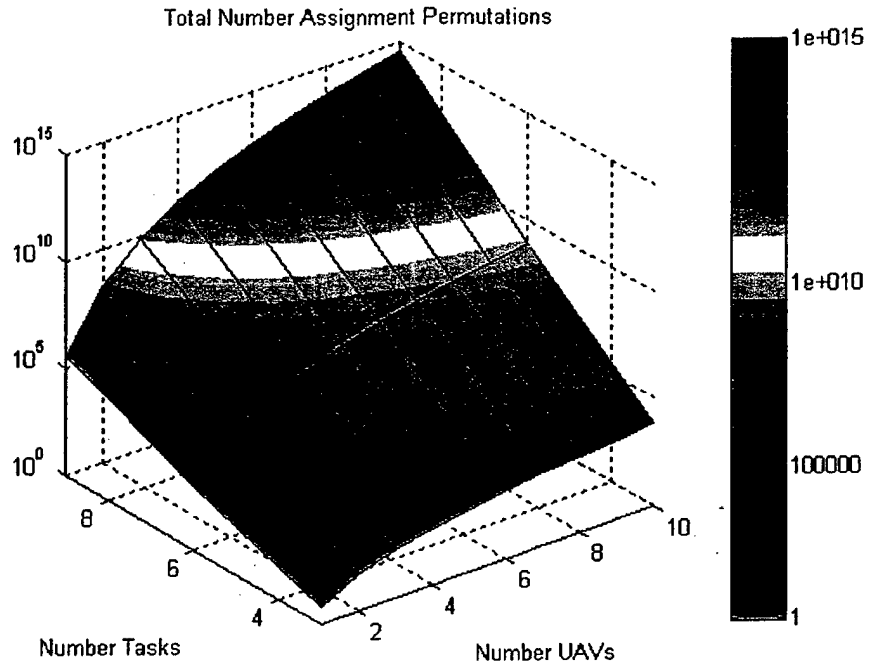 Total Number Assignment Permutations
1e+015
10^15
10^10
1e+010
10^5
100000
10^0
8
6
4
2
4
6
8
10
1
Number Tasks
Number UAVs